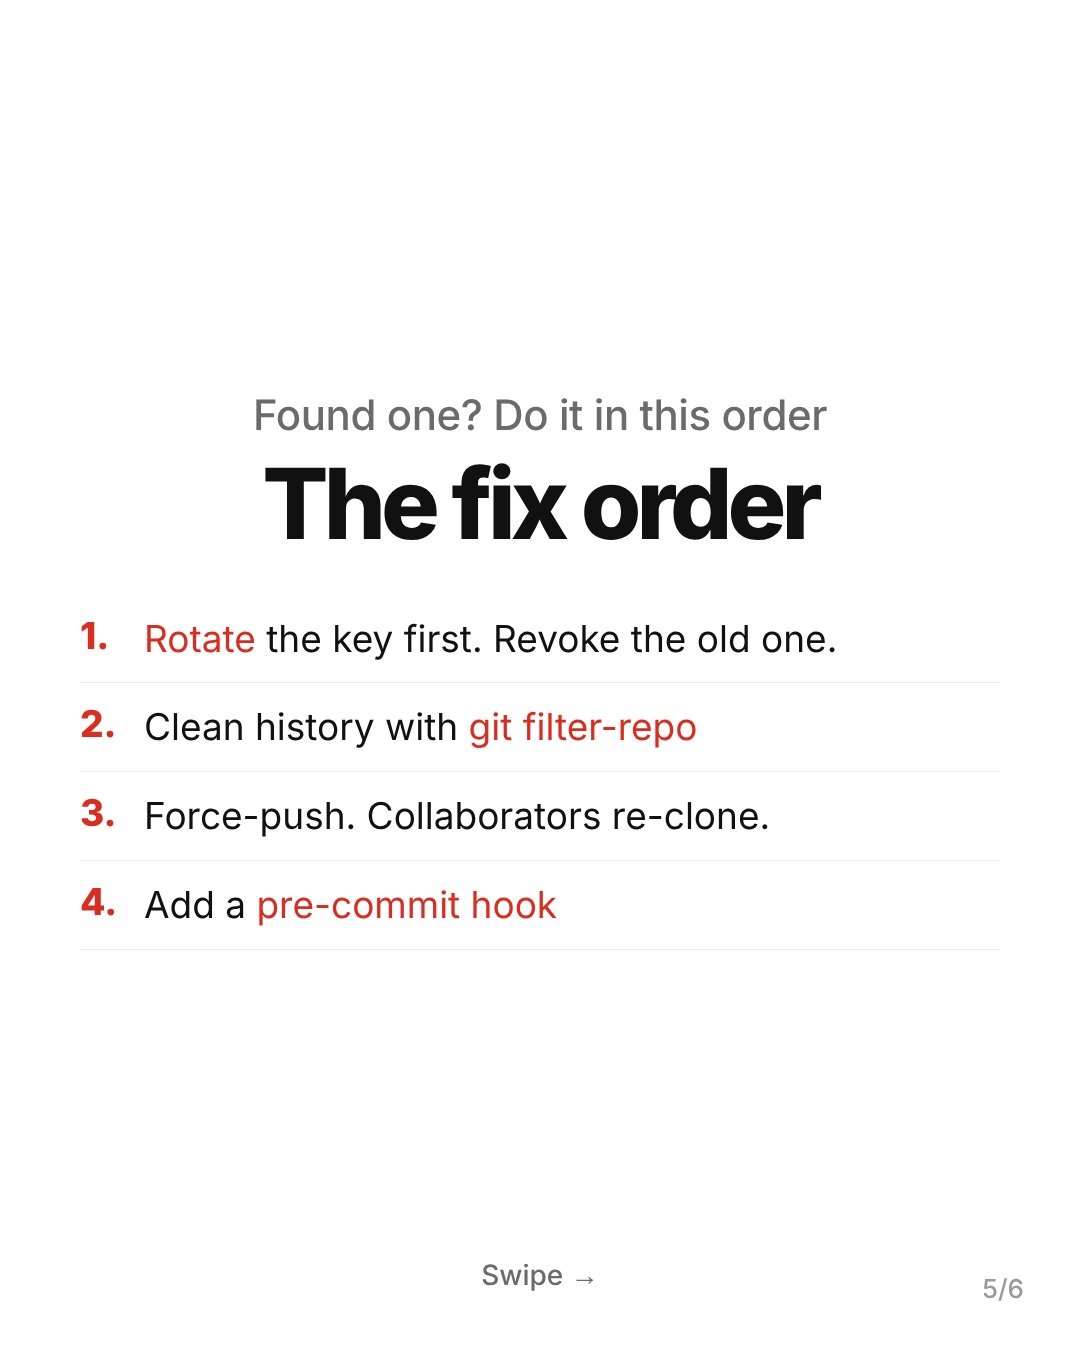 Found one? Do it in this order
The fix order
1. Rotate the key first. Revoke the old one.
2. Clean history with git filter-repo
3. Force-push. Collaborators re-clone.
4. Add a pre-commit hook
Swipe →
5/6